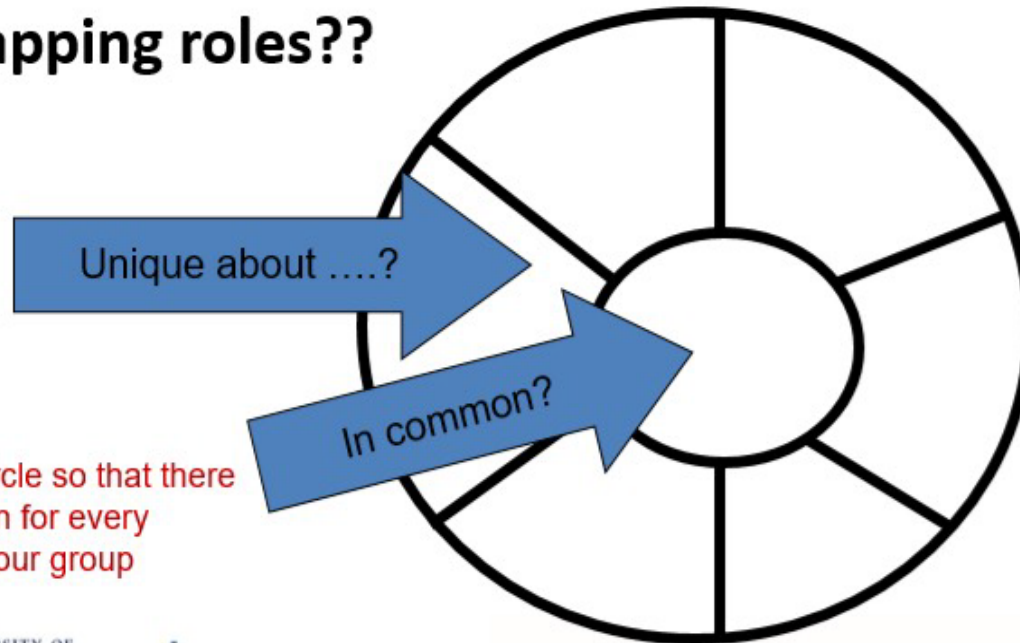 apping roles??
Unique about ....?
In common?
rcle so that there
n for every
our group